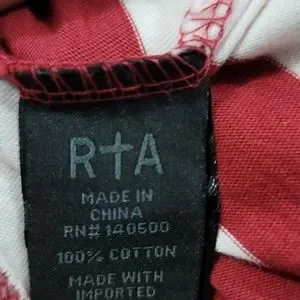 R†A
MADE IN
CHINA
RN# 140500
100% COTTON
MADE WITH
IMPORTED